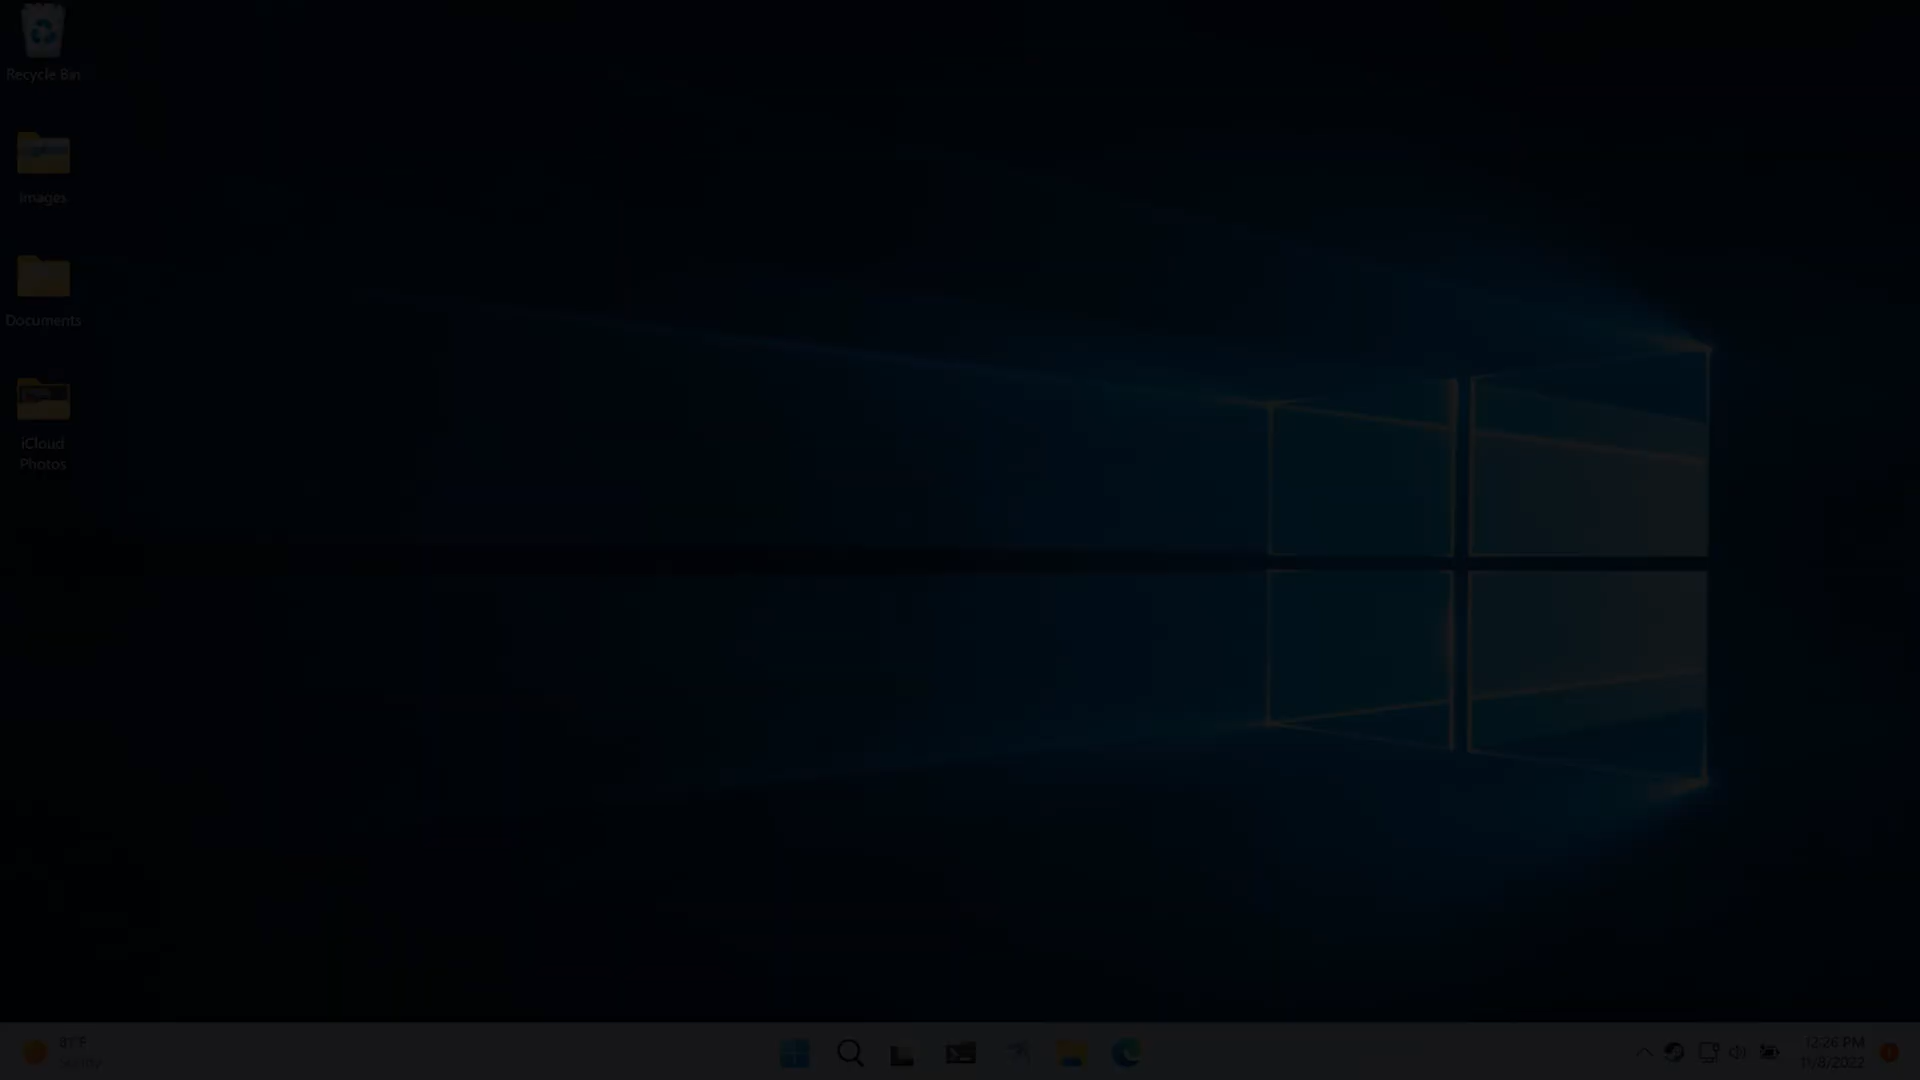 Recycle Bin
Images
Documents
iCloud
Photos
81°F
Sunny
12:26 PM
11/8/2022